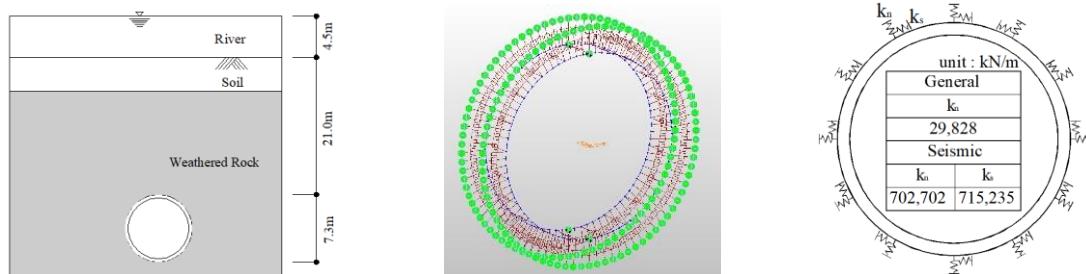 River
Soil
Weathered Rock
4.5m
21.0m
7.3m
kn
ks
unit : kN/m
General
kn
29,828
Seismic
kn ks
702,702 715,235